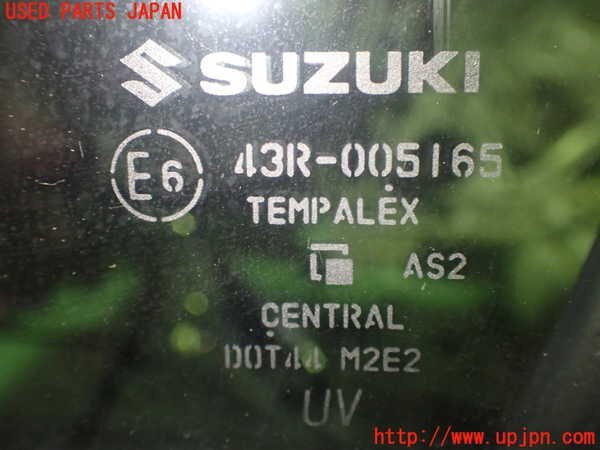 USED PARTS JAPAN
SUZUKI
E6 43R-005165
TEMPALEX
AS2
CENTRAL
DOT44 M2E2
UV
http://www.upjpn.com/